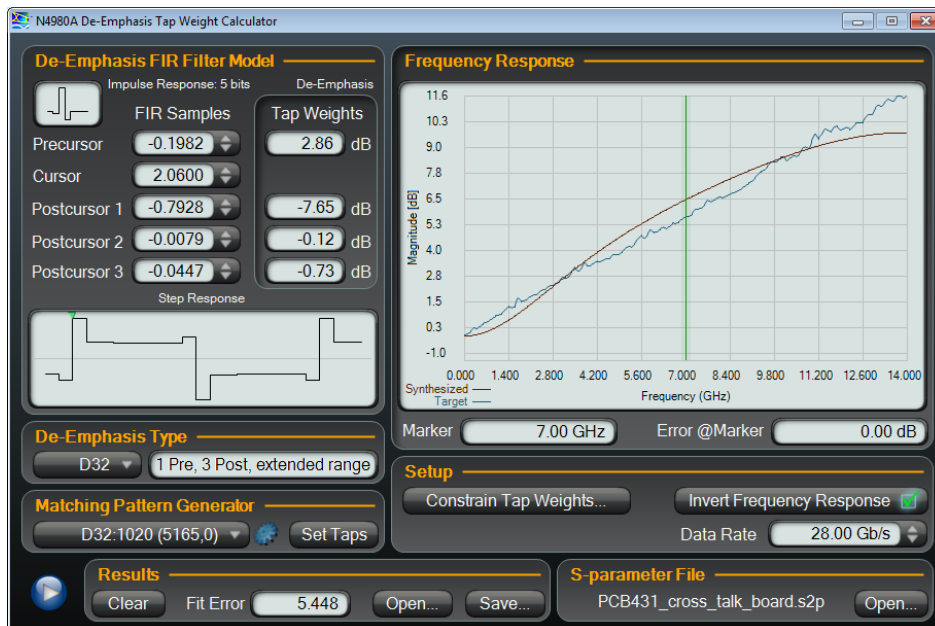 N4980A De-Emphasis Tap Weight Calculator
De-Emphasis FIR Filter Model
Impulse Response: 5 bits
De-Emphasis
FIR Samples
Tap Weights
Precursor -0.1982 2.86 dB
Cursor 2.0600
Postcursor 1 -0.7928 -7.65 dB
Postcursor 2 -0.0079 -0.12 dB
Postcursor 3 -0.0447 -0.73 dB
Step Response
De-Emphasis Type
D32 1 Pre, 3 Post, extended range
Matching Pattern Generator
D32:1020 (5165,0) Set Taps
Frequency Response
Magnitude [dB]
11.6
10.3
9.0
7.8
6.5
5.3
4.0
2.8
1.5
0.3
-1.0
0.000 1.400 2.800 4.200 5.600 7.000 8.400 9.800 11.200 12.600 14.000
Synthesized
Target
Frequency (GHz)
Marker 7.00 GHz Error @Marker 0.00 dB
Setup
Constrain Tap Weights... Invert Frequency Response
Data Rate 28.00 Gb/s
Results
Clear Fit Error 5.448 Open... Save...
S-parameter File
PCB431_cross_talk_board.s2p Open...